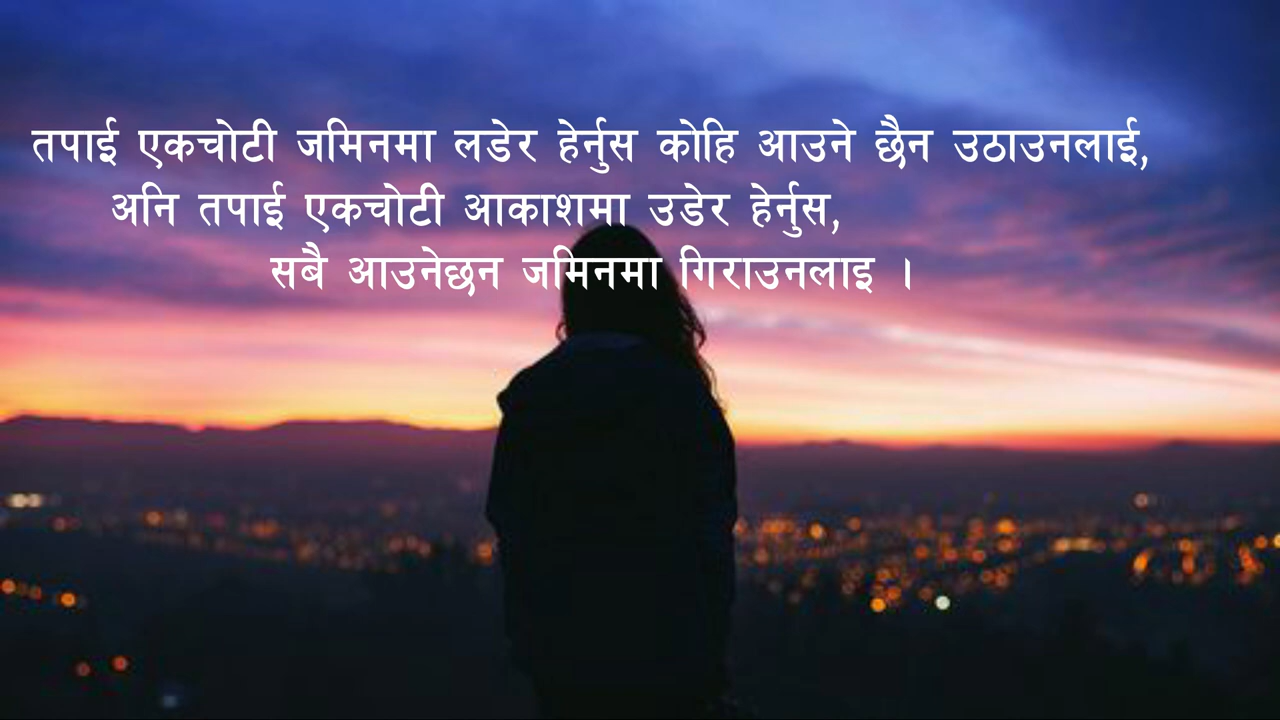 तपाई एकचोटी जमिनमा लडेर हेर्नुस कोहि आउने छैन उठाउनलाई,
अनि तपाई एकचोटी आकाशमा उडेर हेर्नुस,
सबै आउनेछन जमिनमा गिराउनलाइ ।